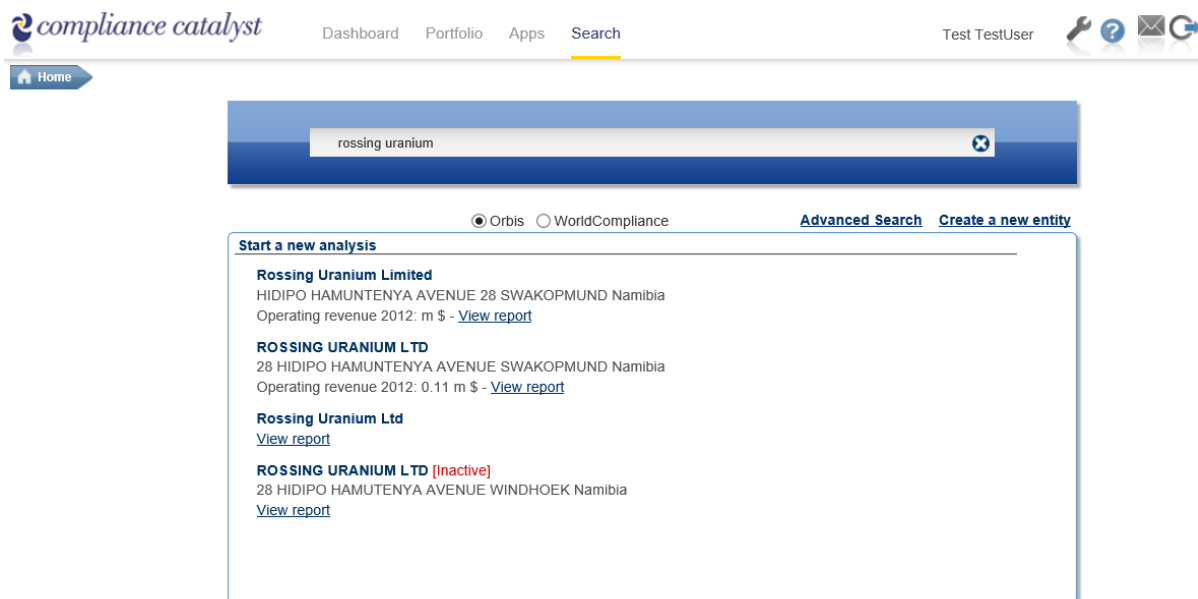 compliance catalyst Dashboard Portfolio Apps Search Test TestUser ?
Home
rossing uranium
Orbis WorldCompliance Advanced Search Create a new entity
Start a new analysis
Rossing Uranium Limited
HIDIPO HAMUNTENYA AVENUE 28 SWAKOPMUND Namibia
Operating revenue 2012: m $ - View report
ROSSING URANIUM LTD
28 HIDIPO HAMUNTENYA AVENUE SWAKOPMUND Namibia
Operating revenue 2012: 0.11 m $ - View report
Rossing Uranium Ltd
View report
ROSSING URANIUM LTD [Inactive]
28 HIDIPO HAMUTENYA AVENUE WINDHOEK Namibia
View report